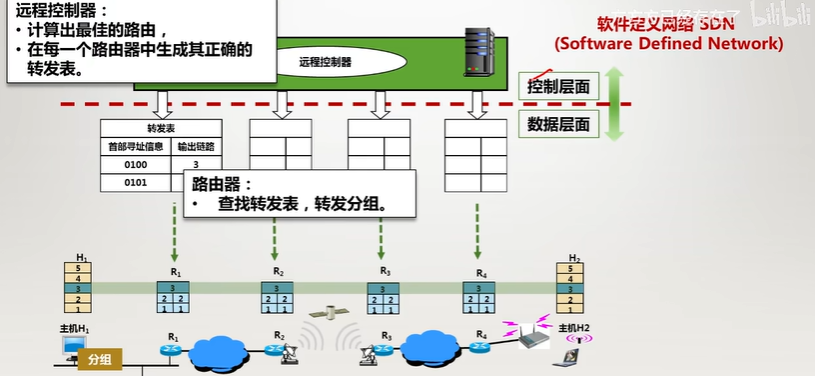 远程控制器：
• 计算出最佳的路由，
• 在每一个路由器中生成其正确的
转发表。
bilibili
软件定义网络 SDN
(Software Defined Network)
远程控制器
控制层面
数据层面
转发表
首部寻址信息 输出链路
0100 3
0101
路由器：
• 查找转发表，转发分组。
H1
5
4
3
2
1
R1
3
2 2
1 1
R2
3
2 2
1 1
R3
3
2 2
1 1
R4
3
2 2
1 1
H2
5
4
3
2
1
主机H1
分组
R1
R2
R3
R4
主机H2